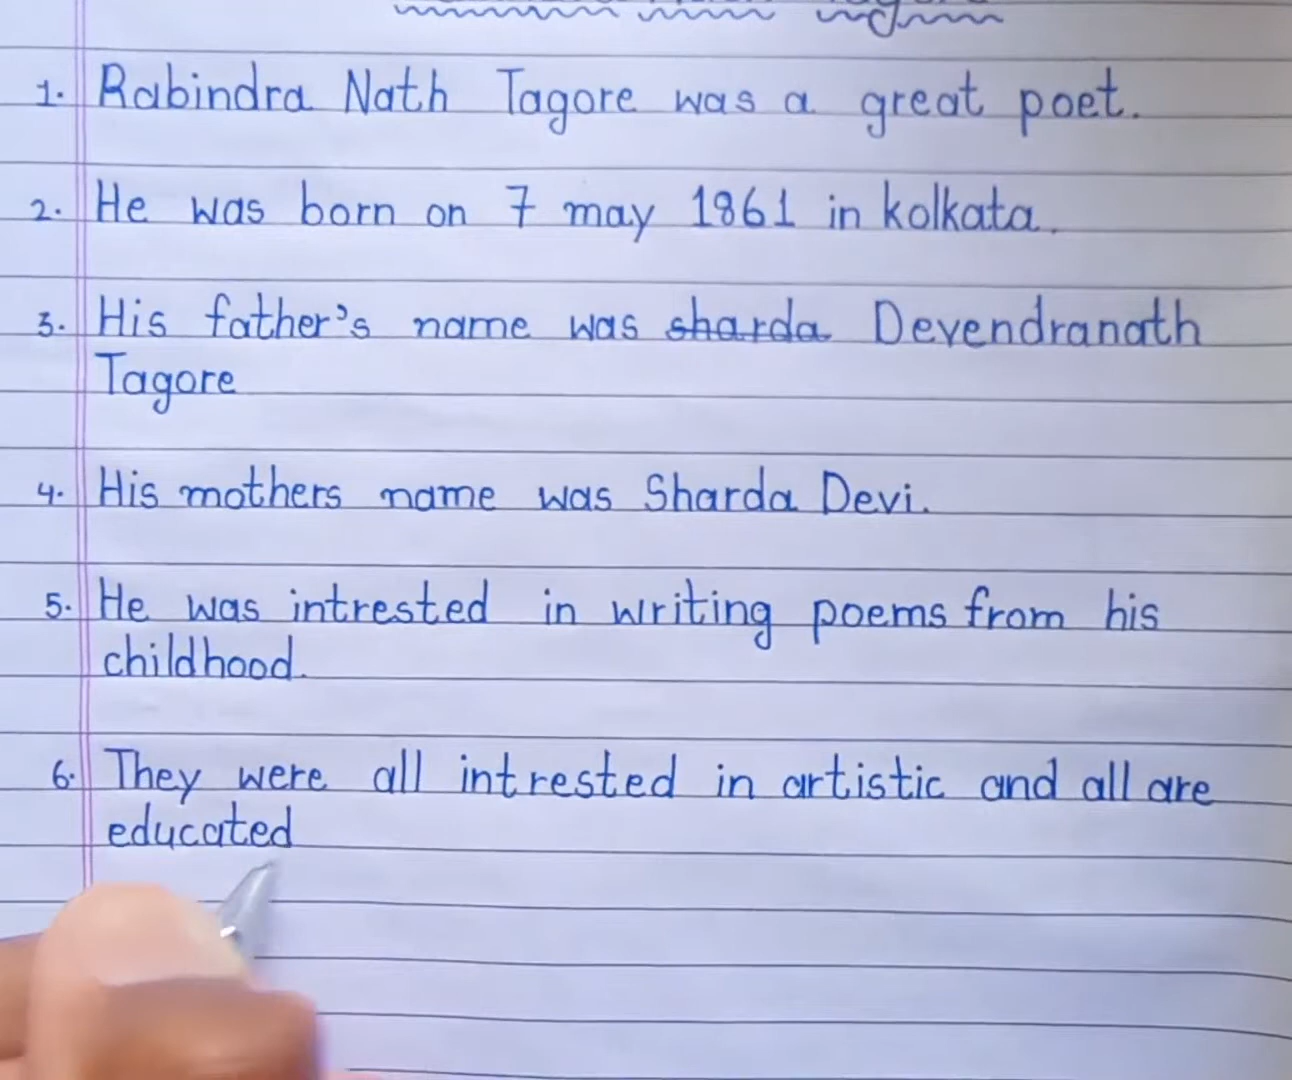 1. Rabindra Nath Tagore was a great poet.
2. He was born on 7 may 1861 in kolkata.
3. His father's name was sharda Devendranath
Tagore
4. His mothers name was Sharda Devi.
5. He was intrested in writing poems from his
childhood.
6. They were all intrested in artistic and all are
educated